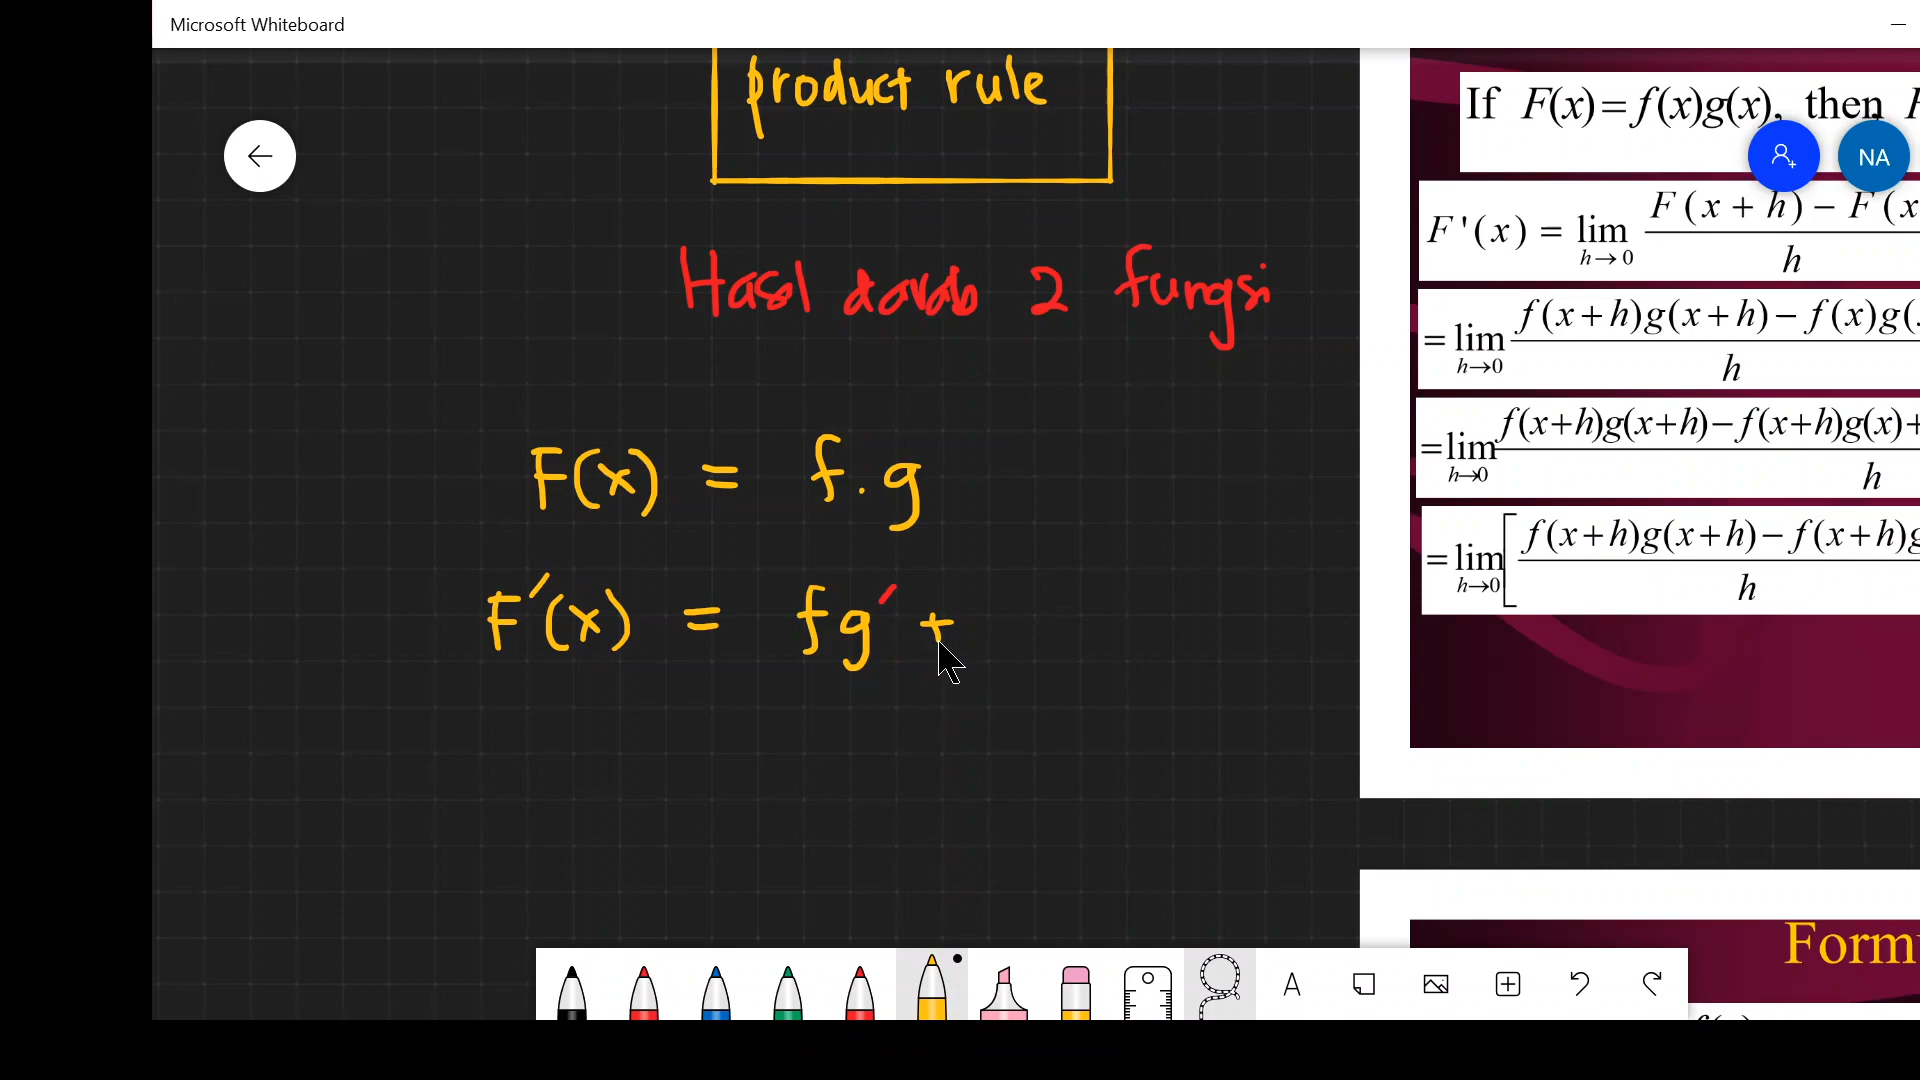 Microsoft Whiteboard
product rule
Hasl darab 2 fungsi
F(x) = f.g
F'(x) = fg' +
If F(x) = f(x)g(x), then F
NA
F'(x) = lim h→0 F(x+h) − F(x / h
= lim h→0 f(x+h)g(x+h) − f(x)g( / h
= lim h→0 f(x+h)g(x+h) − f(x+h)g(x)+ / h
= lim h→0 [ f(x+h)g(x+h) − f(x+h)g / h
Form
A